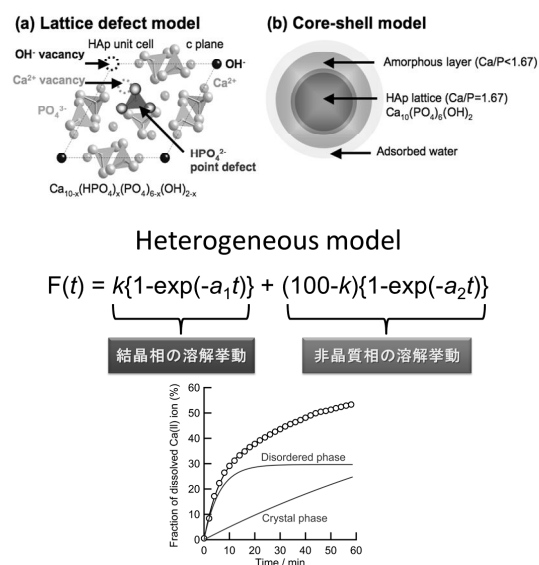 (a) Lattice defect model
OH⁻ vacancy
HAp unit cell
c plane
OH⁻
Ca²⁺ vacancy
Ca²⁺
PO₄³⁻
HPO₄²⁻
point defect
Ca₁₀₋ₓ(HPO₄)ₓ(PO₄)₆₋ₓ(OH)₂₋ₓ
(b) Core-shell model
Amorphous layer (Ca/P<1.67)
HAp lattice (Ca/P=1.67)
Ca₁₀(PO₄)₆(OH)₂
Adsorbed water
Heterogeneous model
F(t) = k{1-exp(-a₁t)} + (100-k){1-exp(-a₂t)}
結晶相の溶解挙動
非晶質相の溶解挙動
Fraction of dissolved Ca(II) ion (%)
60
50
40
30
20
10
0
Disordered phase
Crystal phase
0 10 20 30 40 50 60
Time / min